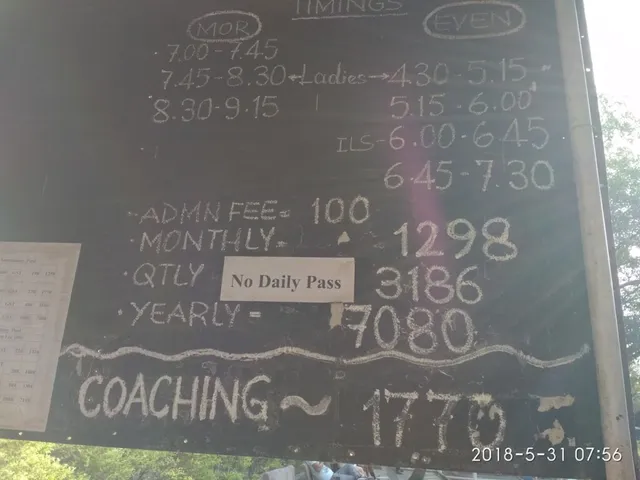 TIMINGS
MOR EVEN
7.00-7.45
7.45-8.30←Ladies→4.30-5.15
8.30-9.15 5.15-6.00
ILS-6.00-6.45
6.45-7.30
ADMN FEE= 100
MONTHLY- 1298
QTLY No Daily Pass 3186
YEARLY= 7080
COACHING ~ 1770
2018-5-31 07:56